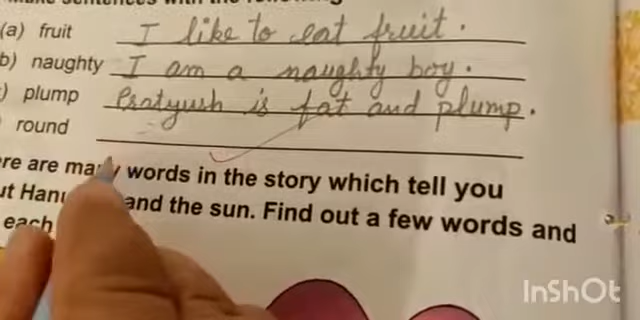 (a) fruit I like to eat fruit.
b) naughty I am a naughty boy.
) plump Pratyush is fat and plump.
round
re are many words in the story which tell you
ut Hanu and the sun. Find out a few words and
each
InShOt